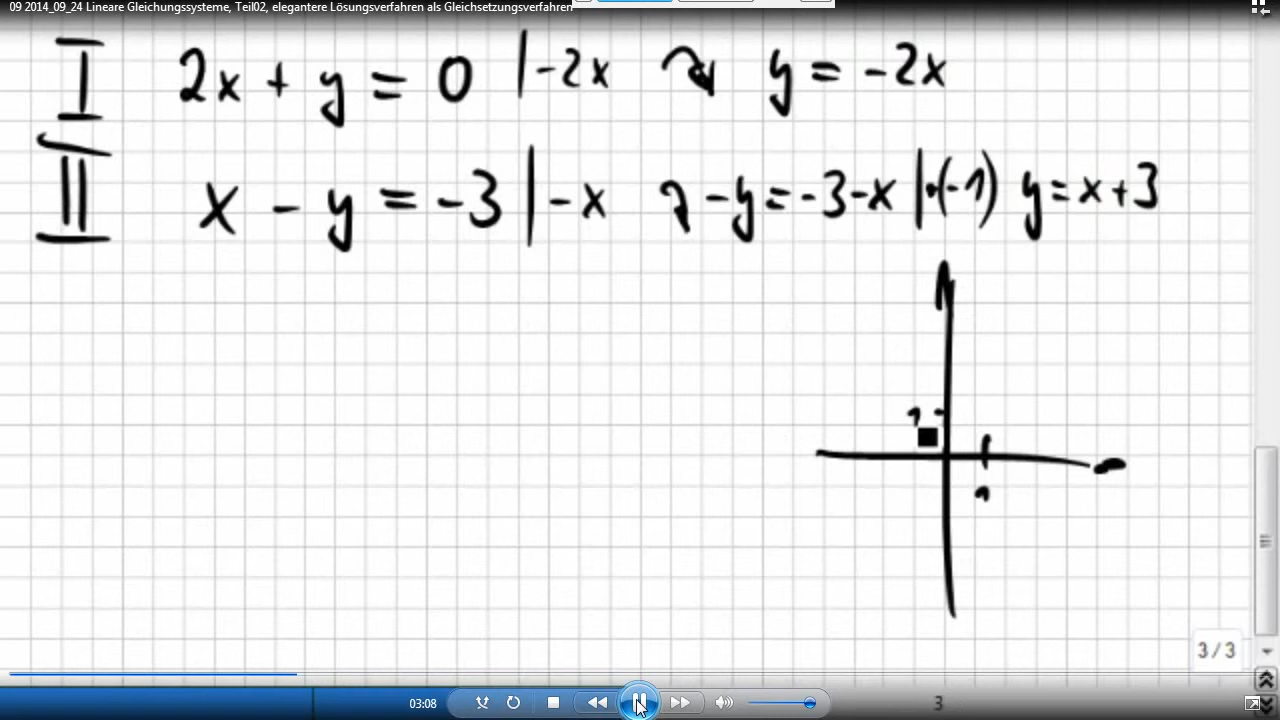 09 2014_09_24 Lineare Gleichungssysteme, Teil02, elegantere Lösungsverfahren als Gleichsetzungsverfahren
I 2x + y = 0 |-2x ↷ y = -2x
II x - y = -3 |-x ↷ -y = -3-x |·(-1) y = x+3
1
1
3 / 3
03:08
3